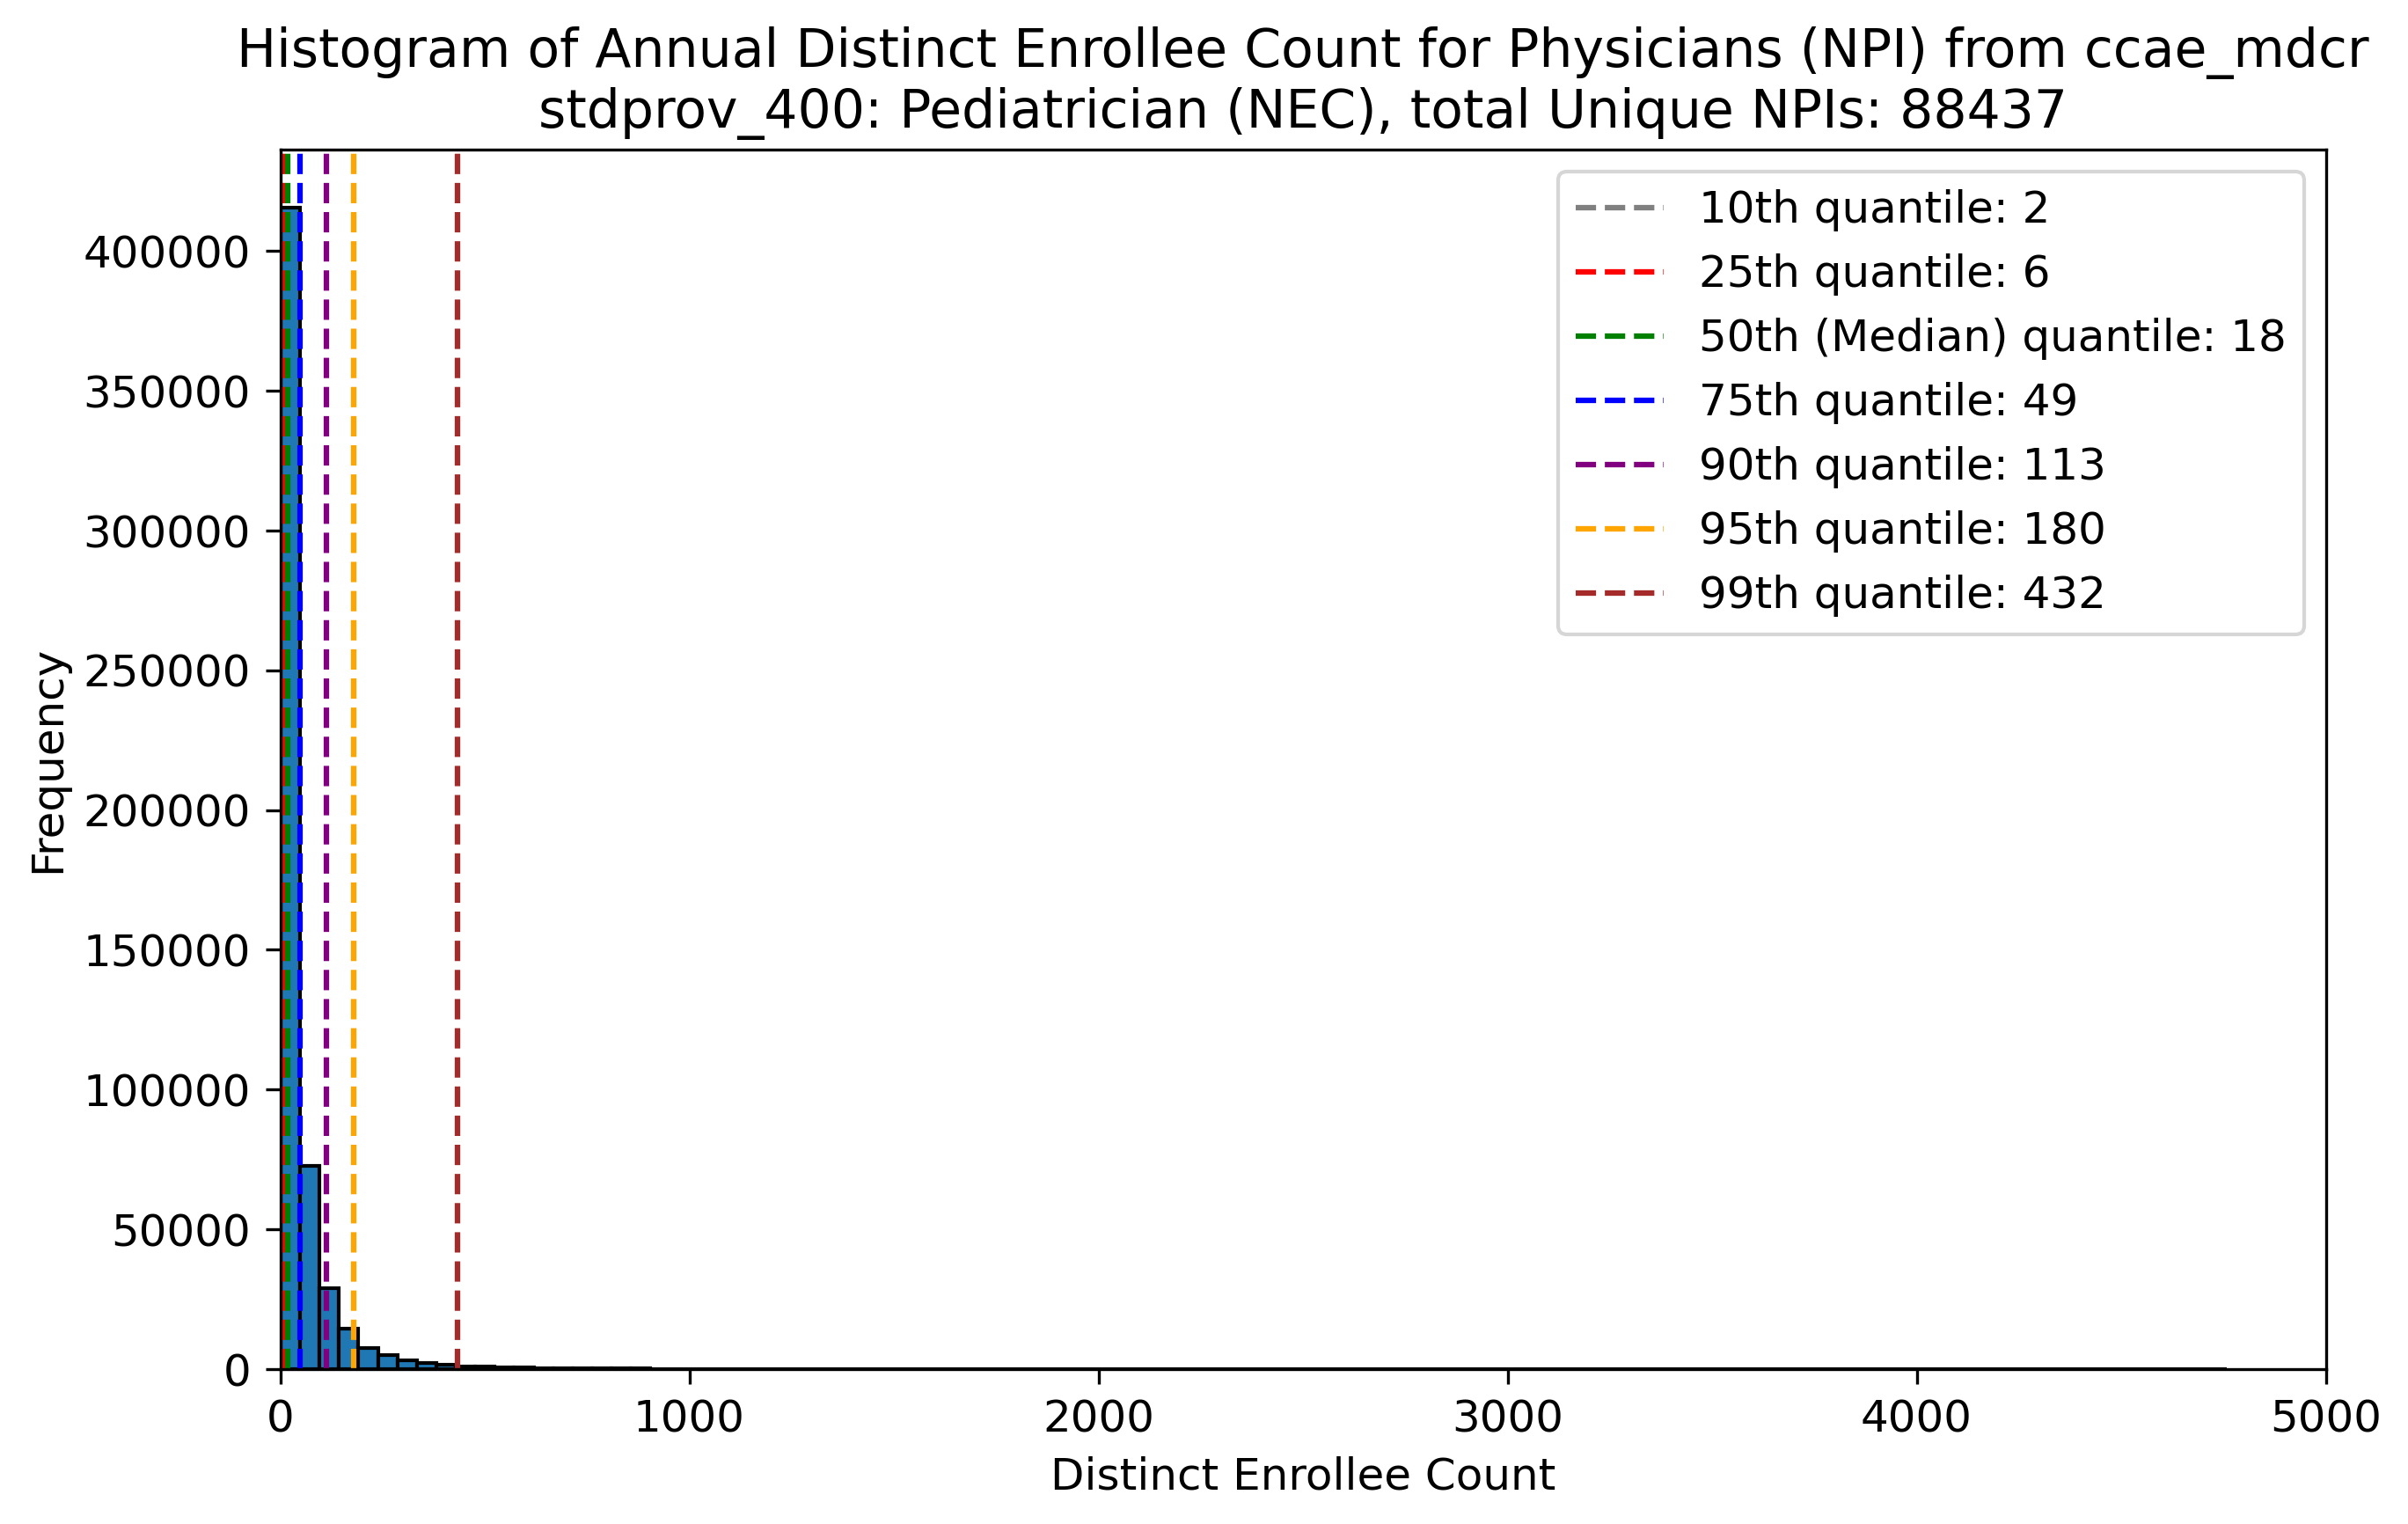 Histogram of Annual Distinct Enrollee Count for Physicians (NPI) from ccae_mdcr
stdprov_400: Pediatrician (NEC), total Unique NPIs: 88437
10th quantile: 2
25th quantile: 6
50th (Median) quantile: 18
75th quantile: 49
90th quantile: 113
95th quantile: 180
99th quantile: 432
Frequency
400000
350000
300000
250000
200000
150000
100000
50000
0
0 1000 2000 3000 4000 5000
Distinct Enrollee Count